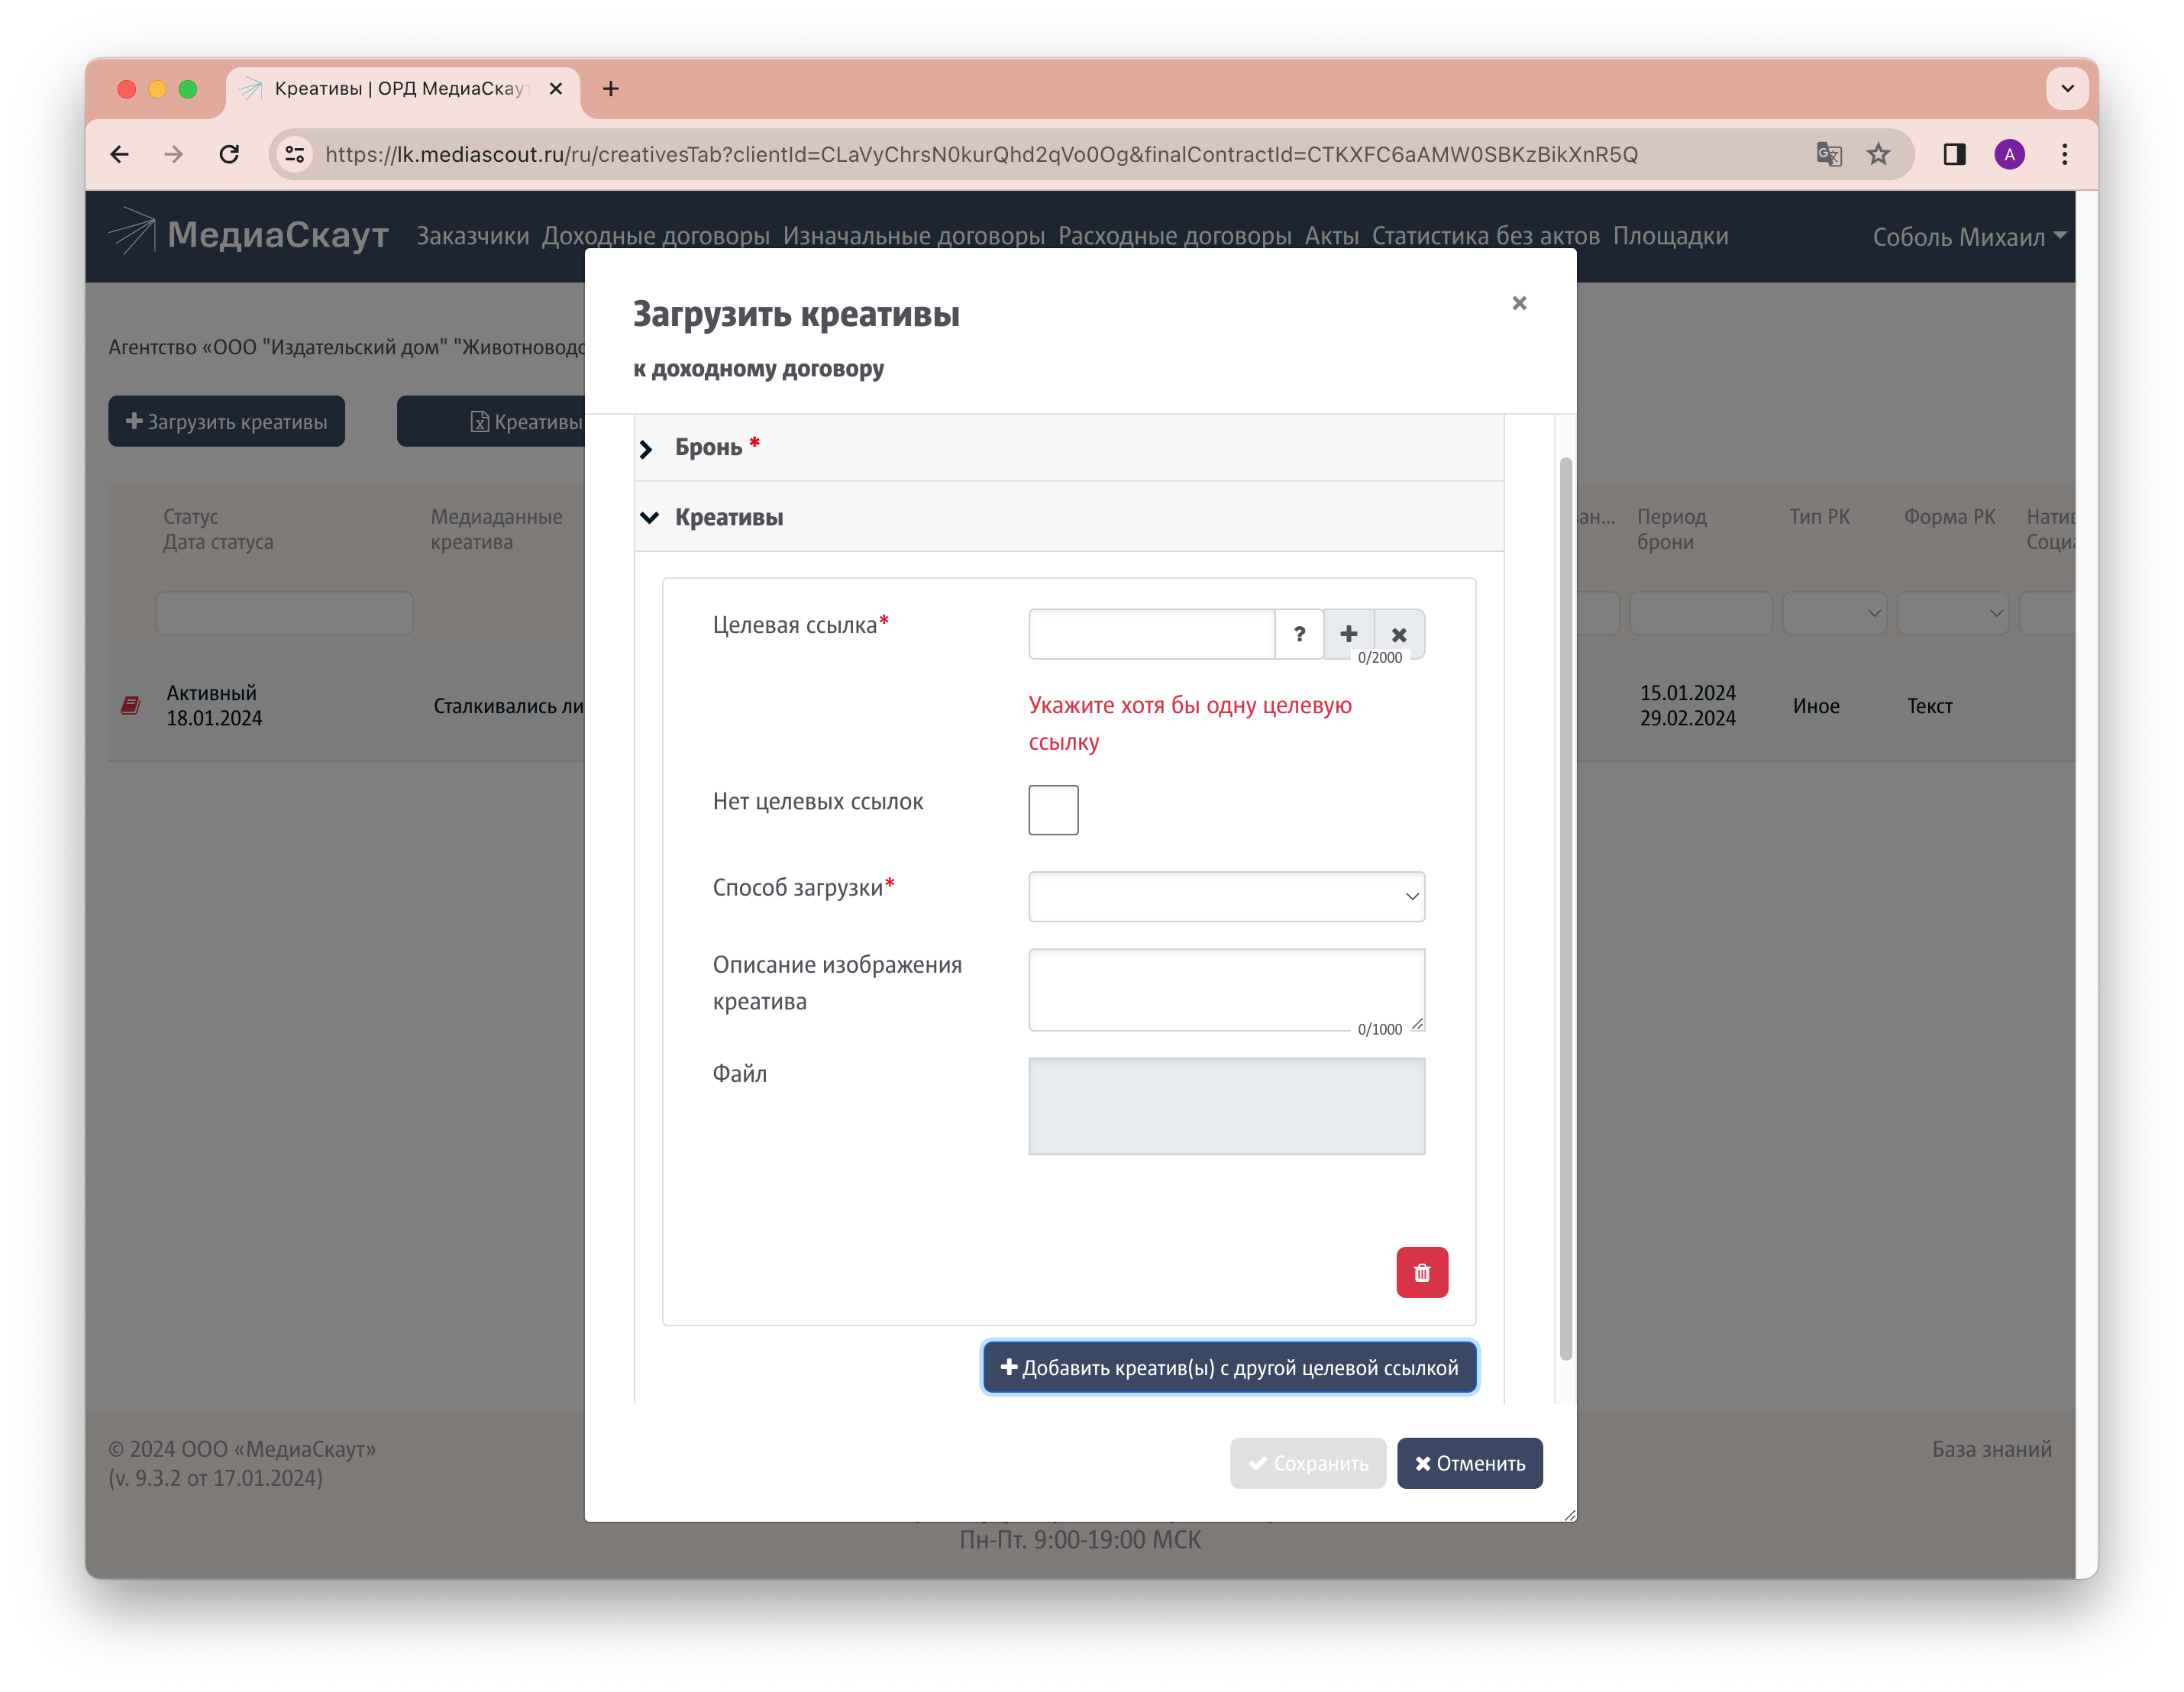 Креативы | ОРД МедиаСкаут
https://lk.mediascout.ru/ru/creativesTab?clientId=CLaVyChrsN0kurQhd2qVo0Og&finalContractId=CTKXFC6aAMW0SBKzBikXnR5Q
A
МедиаСкаут Заказчики Доходные договоры Изначальные договоры Расходные договоры Акты Статистика без актов Площадки Соболь Михаил
Загрузить креативы
к доходному договору
Агентство «ООО "Издательский дом" "Животноводс
Загрузить креативы
Креативы
Бронь *
Креативы
Статус
Дата статуса
Медиаданные
креатива
ан...
Период
брони
Тип РК
Форма РК
Натив
Социа
Активный
18.01.2024
Сталкивались ли
15.01.2024
29.02.2024
Иное
Текст
Целевая ссылка*
?
0/2000
Укажите хотя бы одну целевую
ссылку
Нет целевых ссылок
Способ загрузки*
Описание изображения
креатива
0/1000
Файл
Добавить креатив(ы) с другой целевой ссылкой
Сохранить
Отменить
© 2024 ООО «МедиаСкаут»
(v. 9.3.2 от 17.01.2024)
База знаний
Пн-Пт. 9:00-19:00 МСК